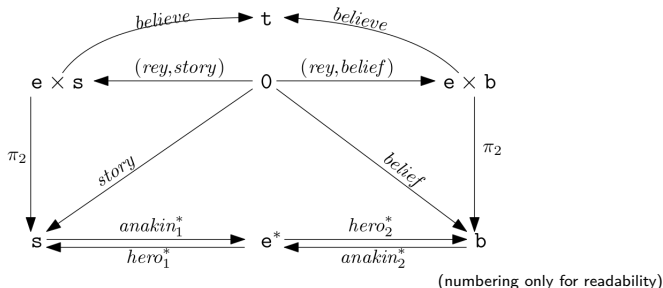 believe t believe
(rey,story) (rey,belief)
e × s 0 e × b
π₂ π₂
story belief
anakin₁* hero₂*
s e* b
hero₁* anakin₂*
(numbering only for readability)